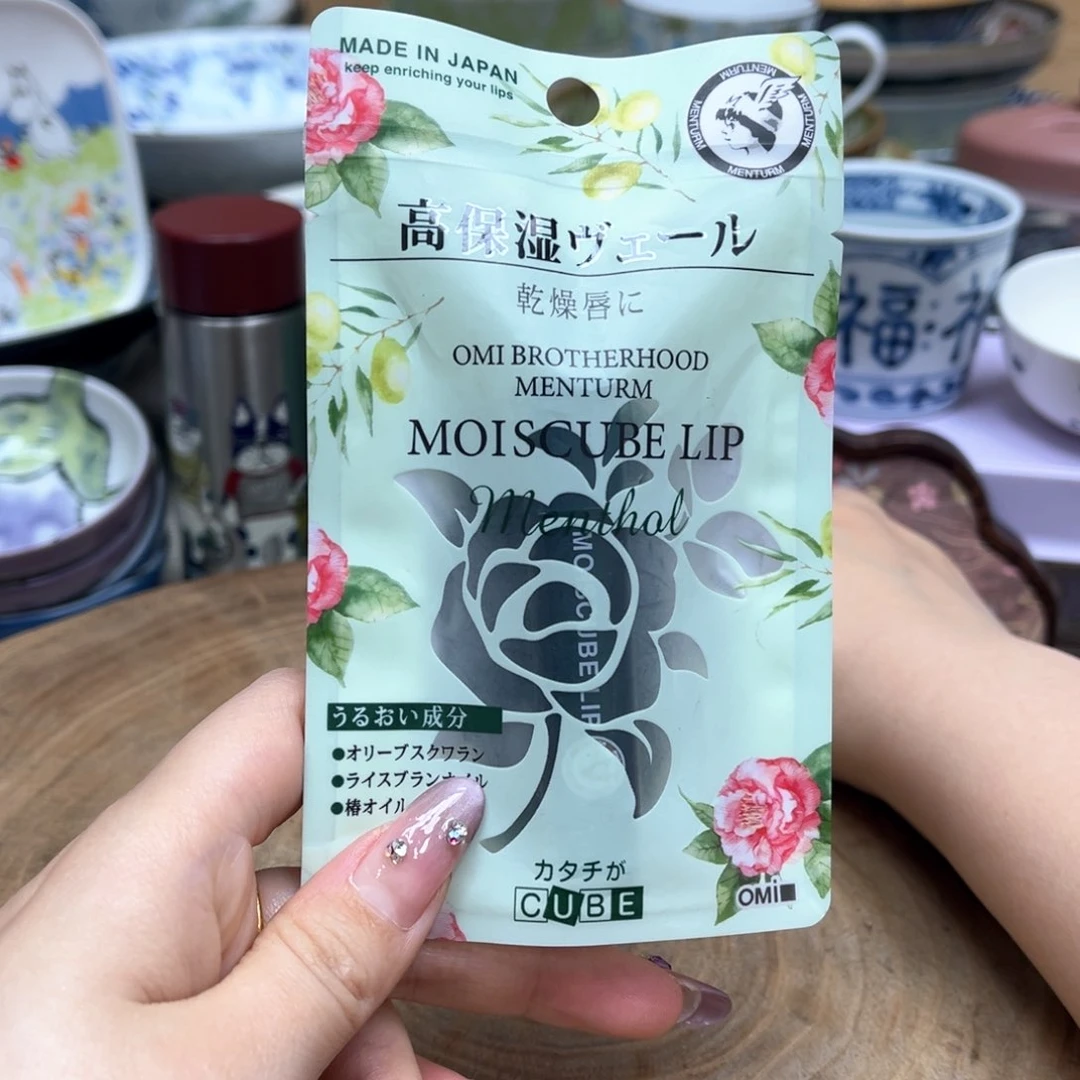 MADE IN JAPAN
keep enriching your lips
MENTURM
MENTURM
MENTURM
MENTURM
高保湿ヴェール
乾燥唇に
OMI BROTHERHOOD
MENTURM
MOISCUBE LIP
Menthol
MOISCUBE LIP
うるおい成分
●オリーブスクワラン
●ライスブランオイル
●椿オイル
カタチが
CUBE
OMI
福